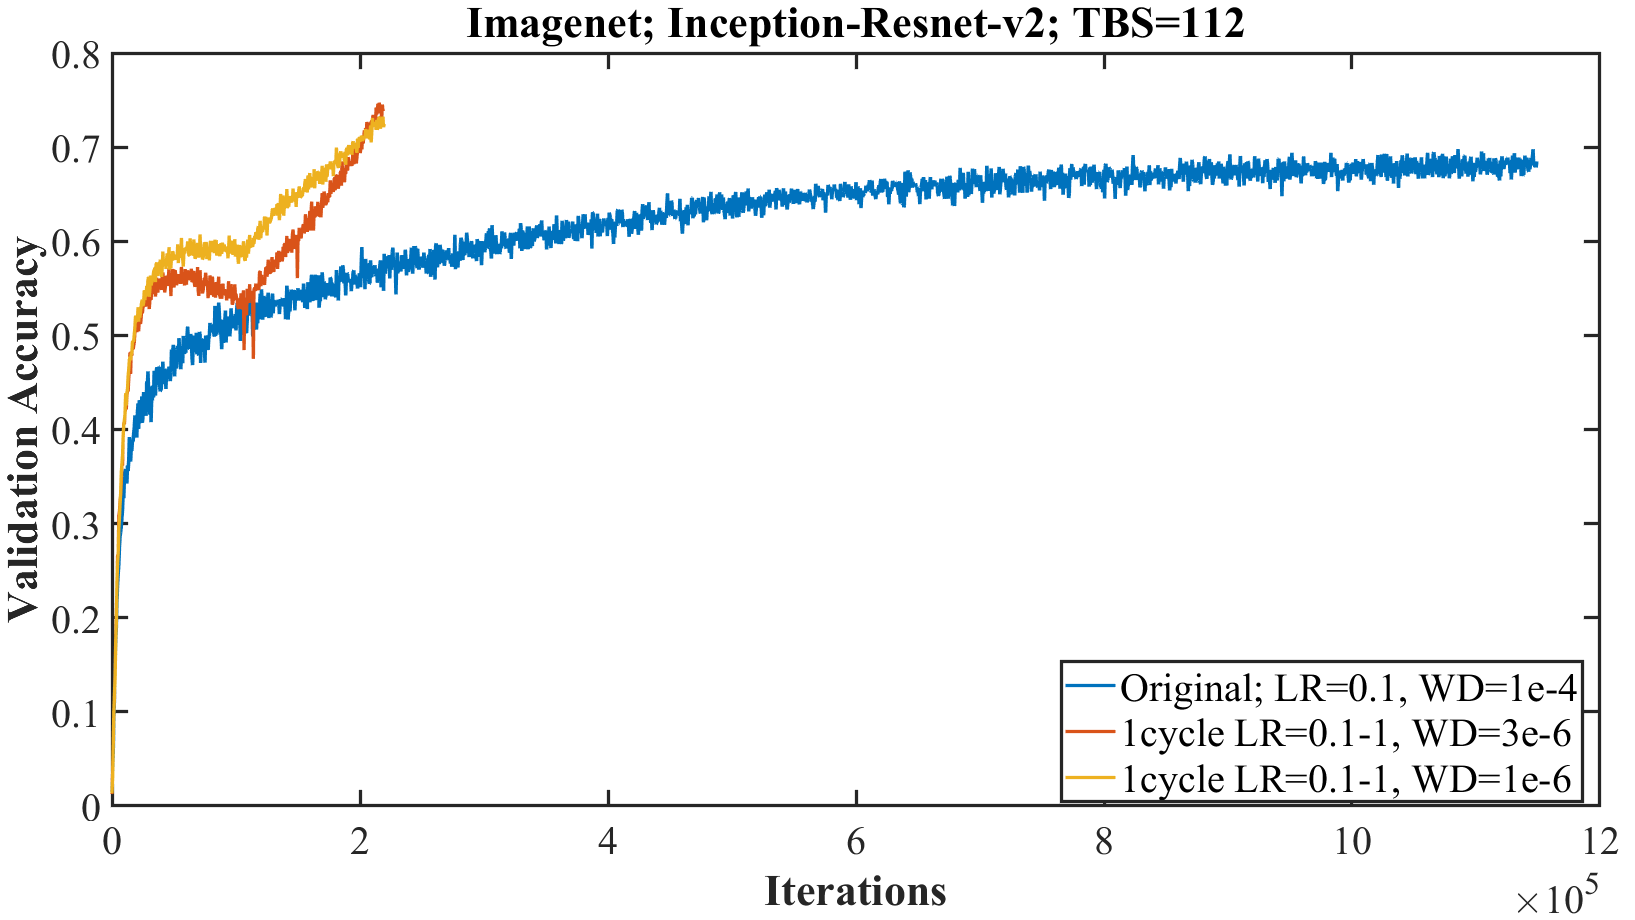 Imagenet; Inception-Resnet-v2; TBS=112
Validation Accuracy
0.8
0.7
0.6
0.5
0.4
0.3
0.2
0.1
0
Original; LR=0.1, WD=1e-4
1cycle LR=0.1-1, WD=3e-6
1cycle LR=0.1-1, WD=1e-6
0 2 4 6 8 10 12
Iterations
×10⁵